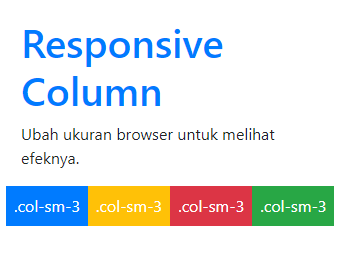 Responsive
Column
Ubah ukuran browser untuk melihat
efeknya.
.col-sm-3 .col-sm-3 .col-sm-3 .col-sm-3